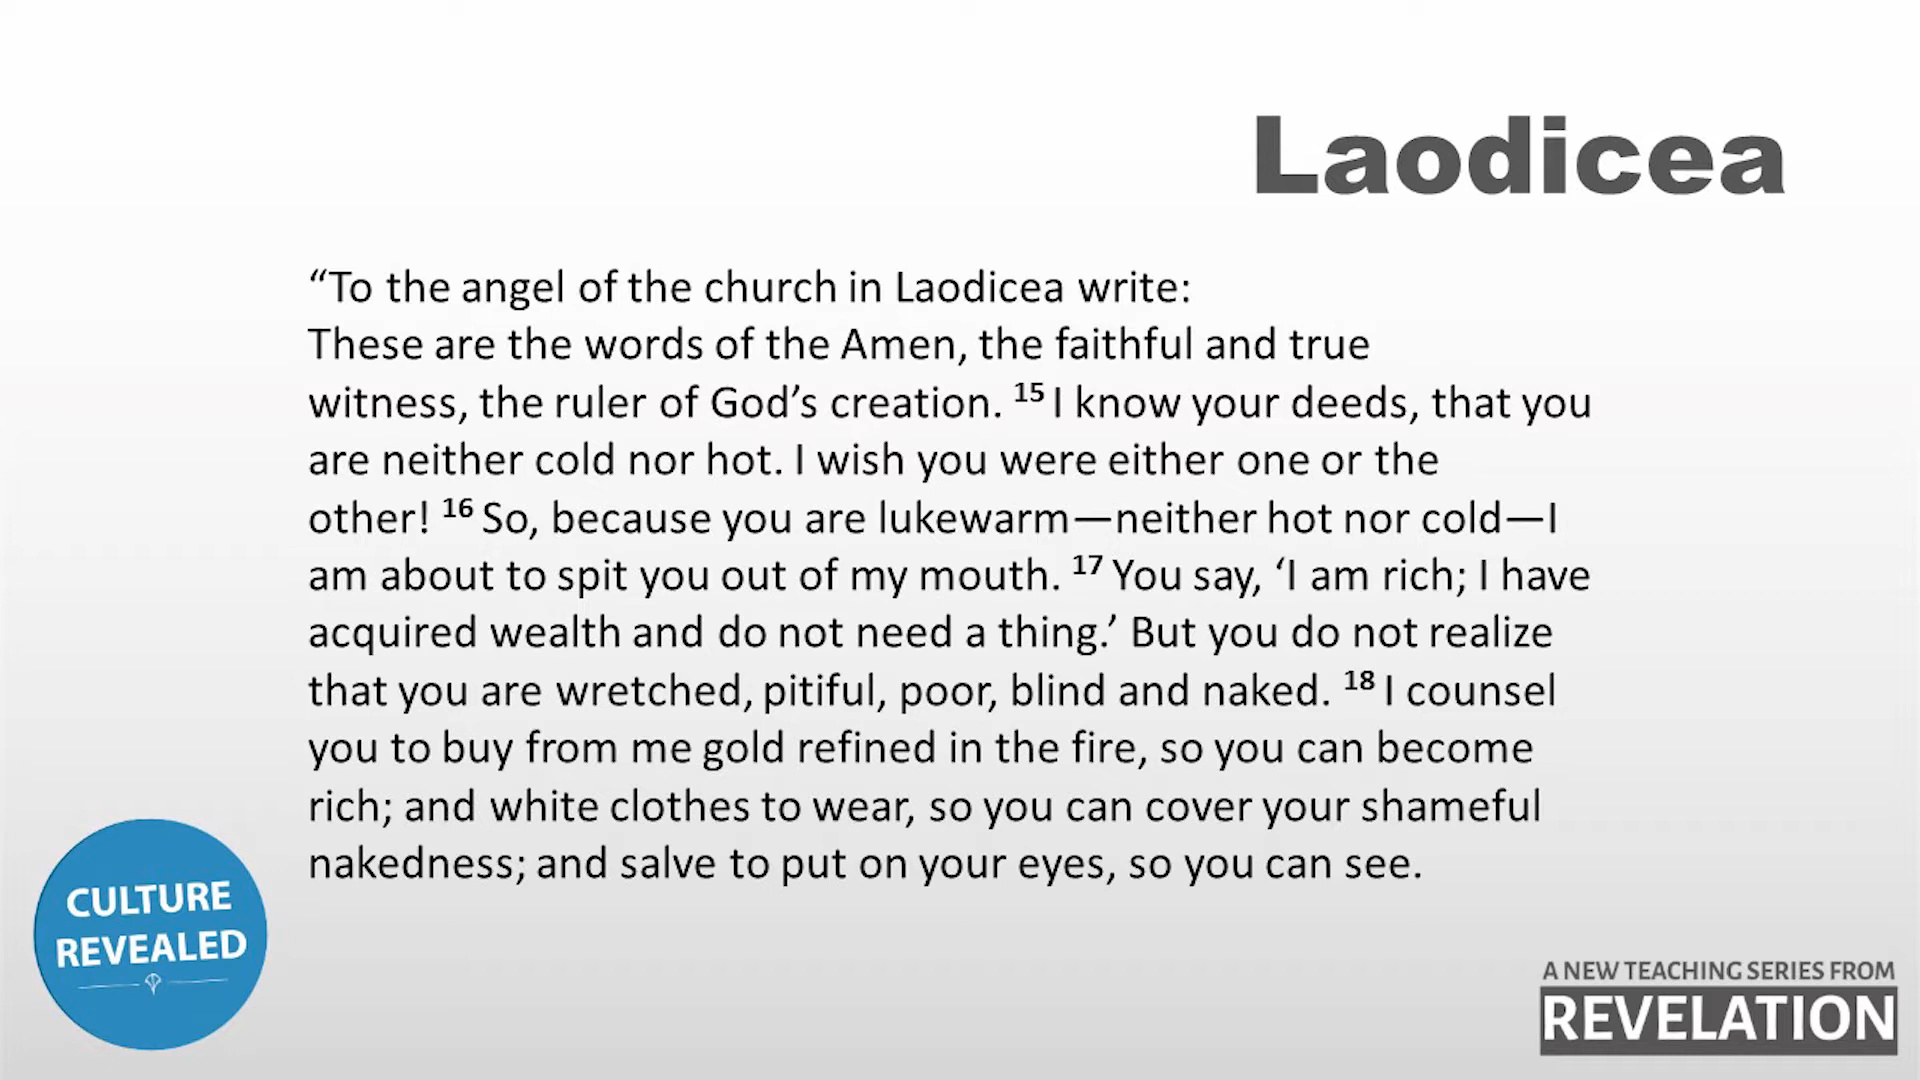 Laodicea
“To the angel of the church in Laodicea write:
These are the words of the Amen, the faithful and true
witness, the ruler of God’s creation. 15 I know your deeds, that you
are neither cold nor hot. I wish you were either one or the
other! 16 So, because you are lukewarm—neither hot nor cold—I
am about to spit you out of my mouth. 17 You say, ‘I am rich; I have
acquired wealth and do not need a thing.’ But you do not realize
that you are wretched, pitiful, poor, blind and naked. 18 I counsel
you to buy from me gold refined in the fire, so you can become
rich; and white clothes to wear, so you can cover your shameful
nakedness; and salve to put on your eyes, so you can see.
CULTURE
REVEALED
A NEW TEACHING SERIES FROM
REVELATION